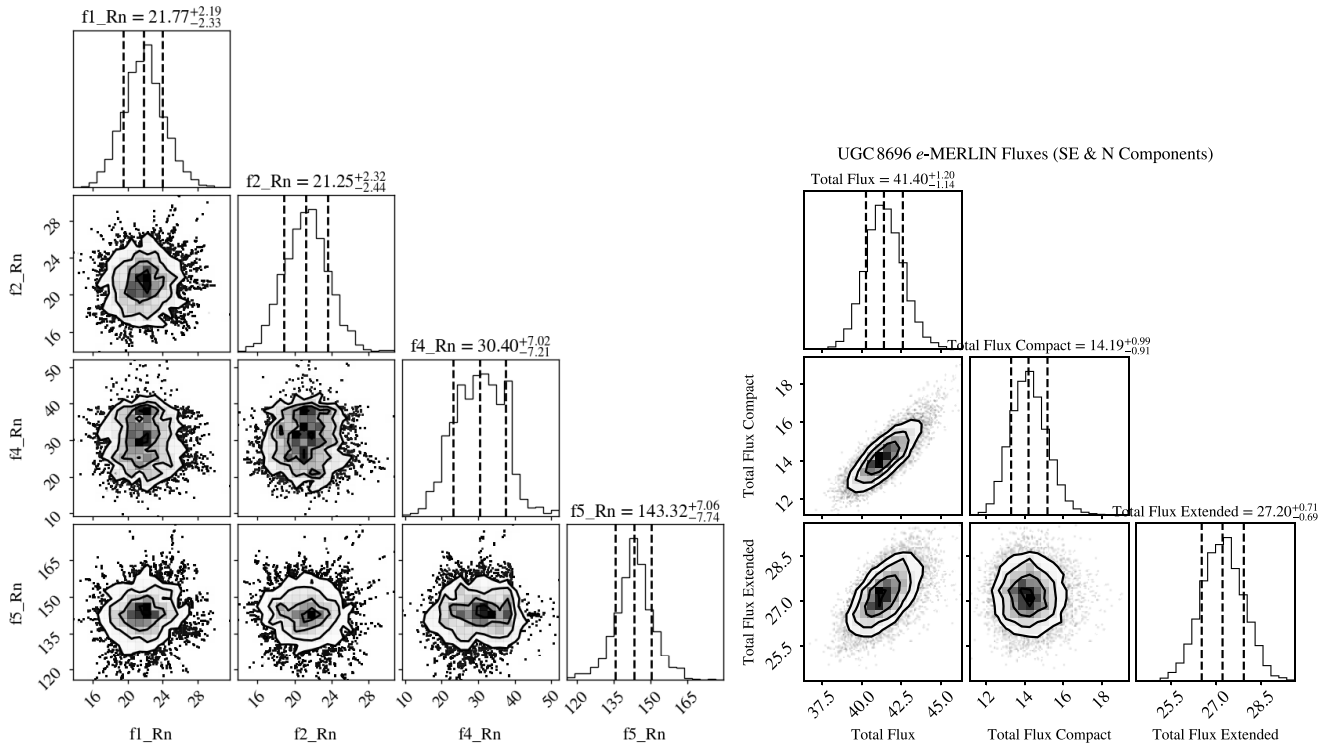 f1_Rn = 21.77+2.19 −2.33
f2_Rn = 21.25+2.32 −2.44
28
24
20
16
f2_Rn
f4_Rn = 30.40+7.02 −7.21
50
40
30
20
10
f4_Rn
f5_Rn = 143.32+7.06 −7.74
165
150
135
120
f5_Rn
16 20 24 28
16 20 24 28
10 20 30 40 50
120 135 150 165
f1_Rn f2_Rn f4_Rn f5_Rn
UGC 8696 e-MERLIN Fluxes (SE & N Components)
Total Flux = 41.40+1.20 −1.14
Total Flux Compact = 14.19+0.99 −0.91
18
16
14
12
Total Flux Compact
Total Flux Extended = 27.20+0.71 −0.69
28.5
27.0
25.5
Total Flux Extended
37.5 40.0 42.5 45.0
12 14 16 18
25.5 27.0 28.5
Total Flux Total Flux Compact Total Flux Extended